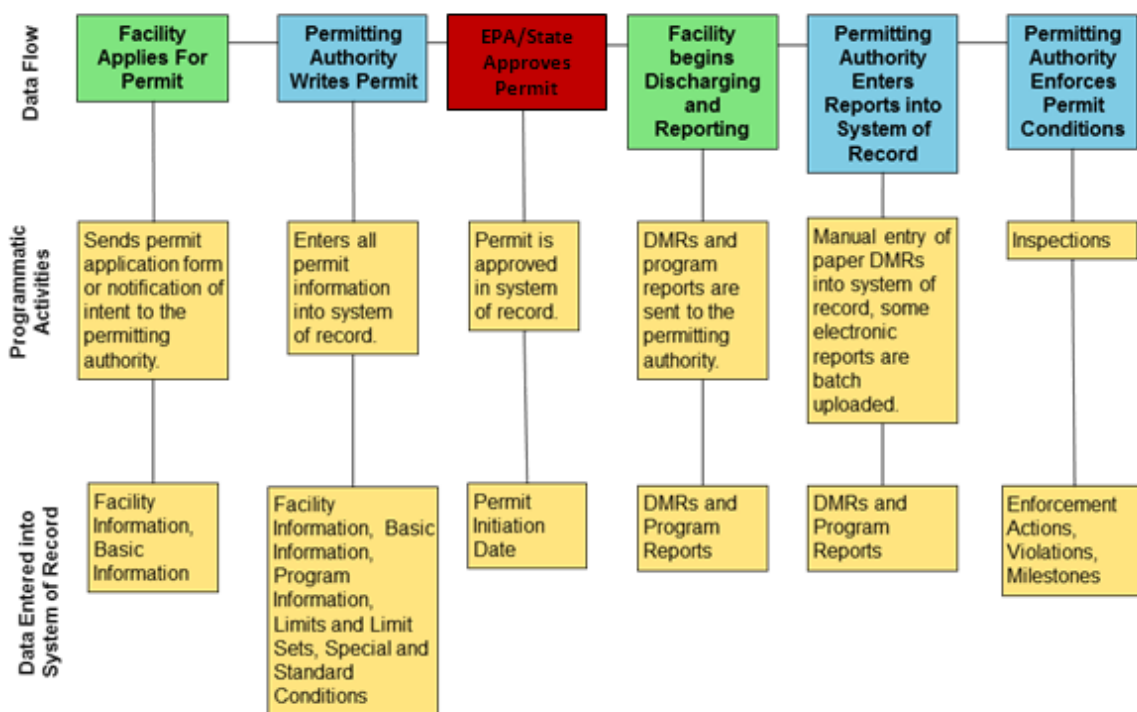 Data Flow
Facility
Applies For
Permit
Permitting
Authority
Writes Permit
EPA/State
Approves
Permit
Facility
begins
Discharging
and
Reporting
Permitting
Authority
Enters
Reports into
System of
Record
Permitting
Authority
Enforces
Permit
Conditions
Programmatic
Activities
Sends permit
application form
or notification of
intent to the
permitting
authority.
Enters all
permit
information
into system
of record.
Permit is
approved
in system
of record.
DMRs and
program
reports are
sent to the
permitting
authority.
Manual entry of
paper DMRs
into system of
record, some
electronic
reports are
batch
uploaded.
Inspections
Data Entered into
System of Record
Facility
Information,
Basic
Information
Facility
Information, Basic
Information,
Program
Information,
Limits and Limit
Sets, Special and
Standard
Conditions
Permit
Initiation
Date
DMRs and
Program
Reports
DMRs and
Program
Reports
Enforcement
Actions,
Violations,
Milestones